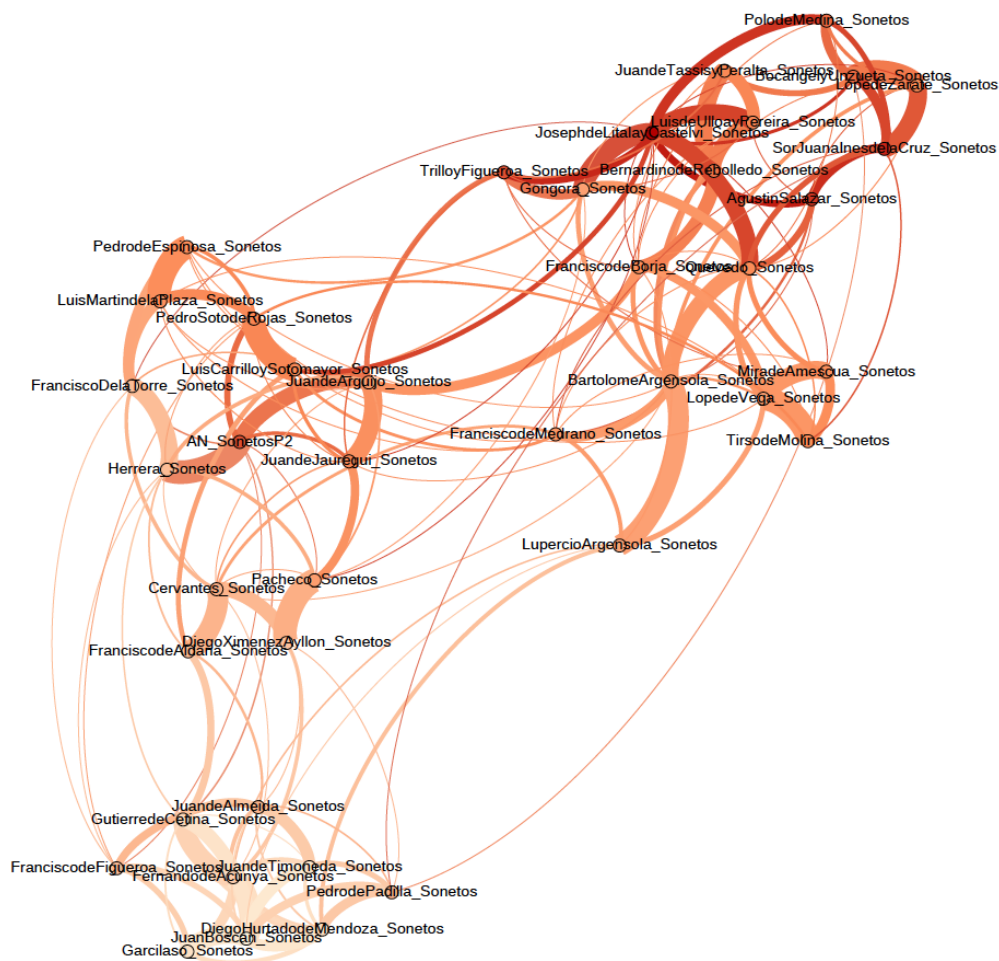 PolodeMedina_Sonetos
JuandeTassisyPeralta_Sonetos
BocangelyUnzueta_Sonetos
LopedeZarate_Sonetos
LuisdeUlloayPereira_Sonetos
JosephdeLitalayCastelvi_Sonetos
SorJuanaInesdelaCruz_Sonetos
TrilloyFigueroa_Sonetos
BernardinodeRebolledo_Sonetos
Gongora_Sonetos
AgustinSalazar_Sonetos
PedrodeEspinosa_Sonetos
FranciscodeBorja_Sonetos
Quevedo_Sonetos
LuisMartindelaPlaza_Sonetos
PedroSotodeRojas_Sonetos
LuisCarrilloySotomayor_Sonetos
MiradeAmescua_Sonetos
FranciscoDelaTorre_Sonetos
JuandeArguijo_Sonetos
BartolomeArgensola_Sonetos
LopedeVega_Sonetos
AN_SonetosP2
FranciscodeMedrano_Sonetos
TirsodeMolina_Sonetos
JuandeJauregui_Sonetos
Herrera_Sonetos
LupercioArgensola_Sonetos
Pacheco_Sonetos
Cervantes_Sonetos
DiegoXimenezAyllon_Sonetos
FranciscodeAldana_Sonetos
JuandeAlmeida_Sonetos
GutierredeCetina_Sonetos
FranciscodeFigueroa_Sonetos
JuandeTimoneda_Sonetos
FernandodeAcunya_Sonetos
PedrodePadilla_Sonetos
DiegoHurtadodeMendoza_Sonetos
JuanBoscan_Sonetos
Garcilaso_Sonetos